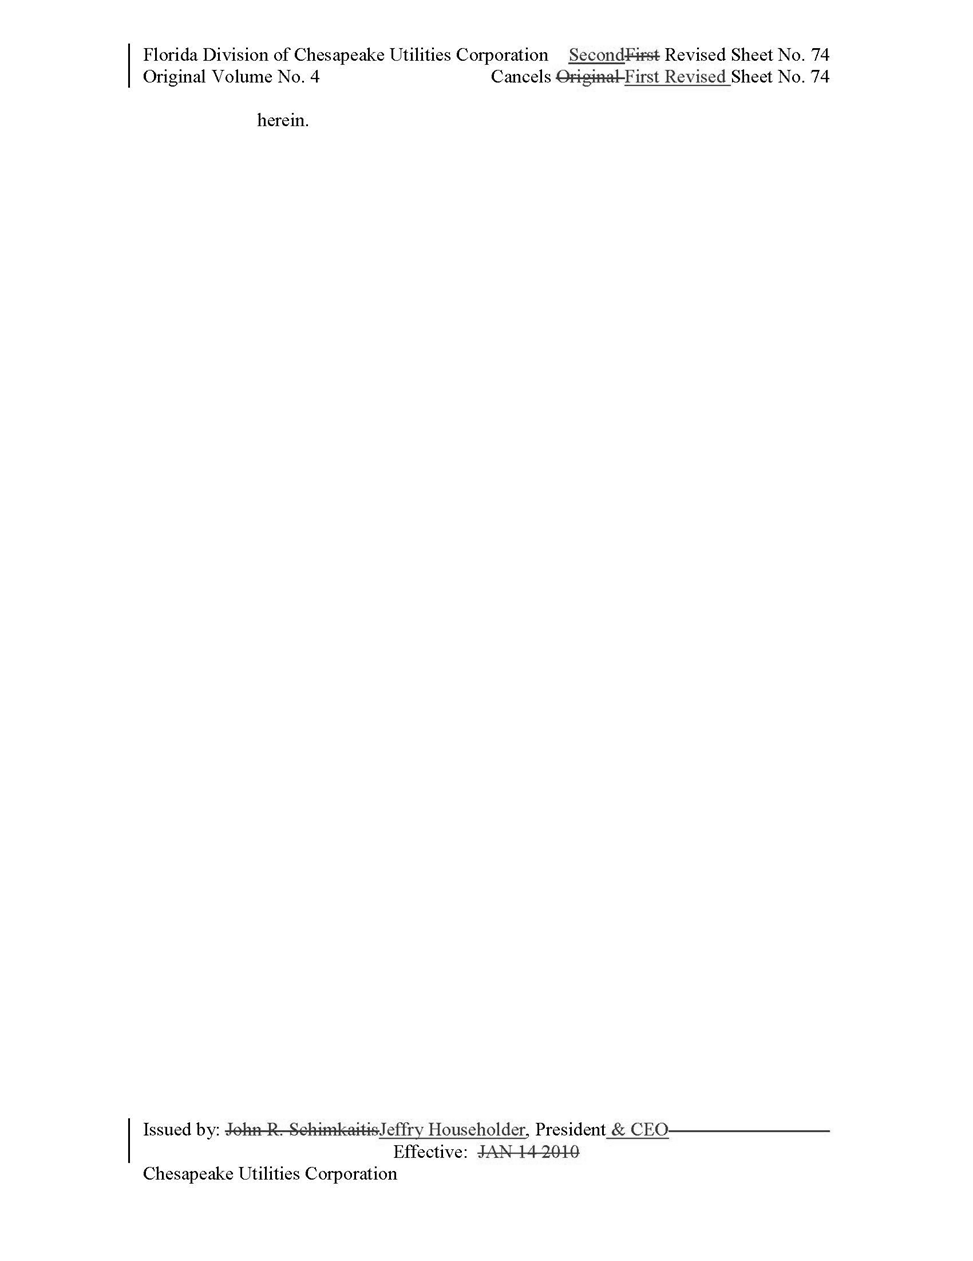 Florida Division of Chesapeake Utilities Corporation SecondFirst Revised Sheet No. 74
Original Volume No. 4 Cancels Original First Revised Sheet No. 74
herein.
Issued by: John R. SchimkaitisJeffry Householder, President & CEO
Effective: JAN 14 2010
Chesapeake Utilities Corporation